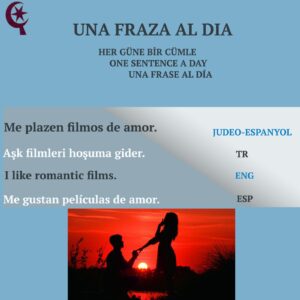 UNA FRAZA AL DIA
HER GÜNE BİR CÜMLE
ONE SENTENCE A DAY
UNA FRASE AL DÍA
Me plazen filmos de amor.
JUDEO-ESPANYOL
Aşk filmleri hoşuma gider.
TR
I like romantic films.
ENG
Me gustan películas de amor.
ESP